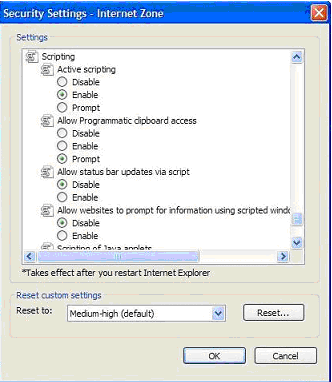 Security Settings - Internet Zone
Settings
Scripting
Active scripting
Disable
Enable
Prompt
Allow Programmatic clipboard access
Disable
Enable
Prompt
Allow status bar updates via script
Disable
Enable
Allow websites to prompt for information using scripted windo
Disable
Enable
Scripting of Java applets
*Takes effect after you restart Internet Explorer
Reset custom settings
Reset to: Medium-high (default) Reset...
OK Cancel